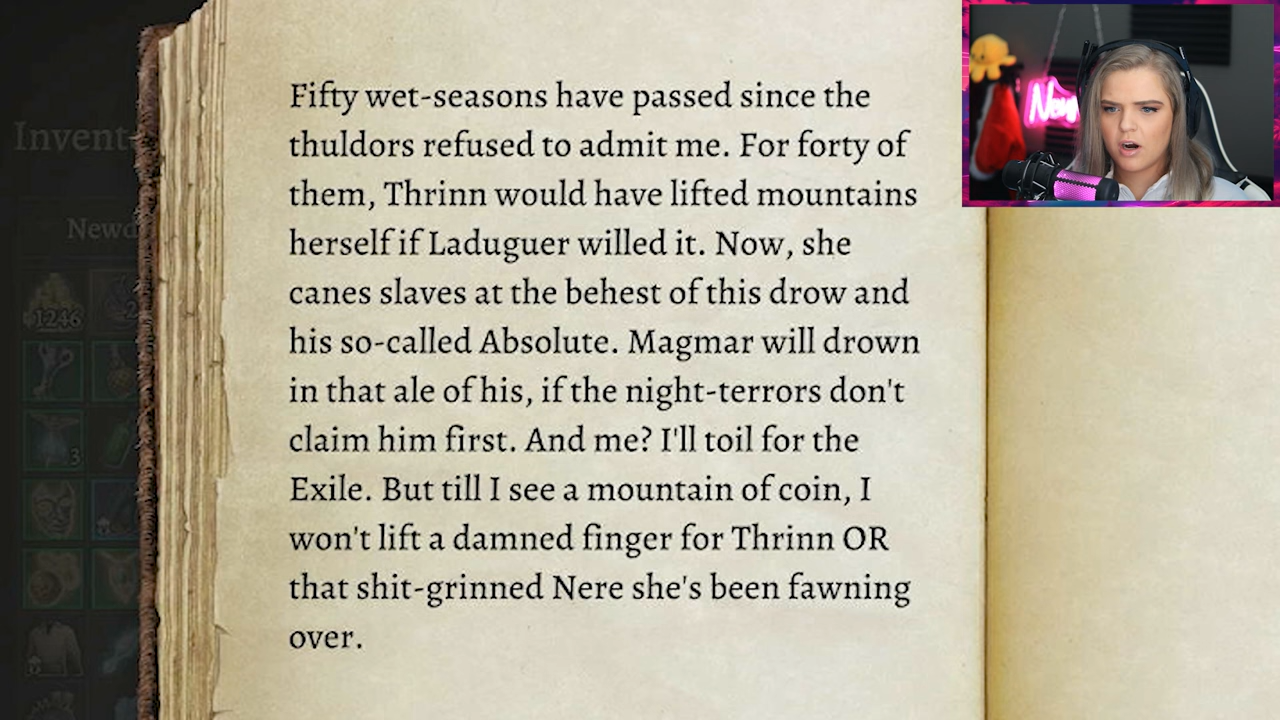 Fifty wet-seasons have passed since the
thuldors refused to admit me. For forty of
them, Thrinn would have lifted mountains
herself if Laduguer willed it. Now, she
canes slaves at the behest of this drow and
his so-called Absolute. Magmar will drown
in that ale of his, if the night-terrors don't
claim him first. And me? I'll toil for the
Exile. But till I see a mountain of coin, I
won't lift a damned finger for Thrinn OR
that shit-grinned Nere she's been fawning
over.
1246
3